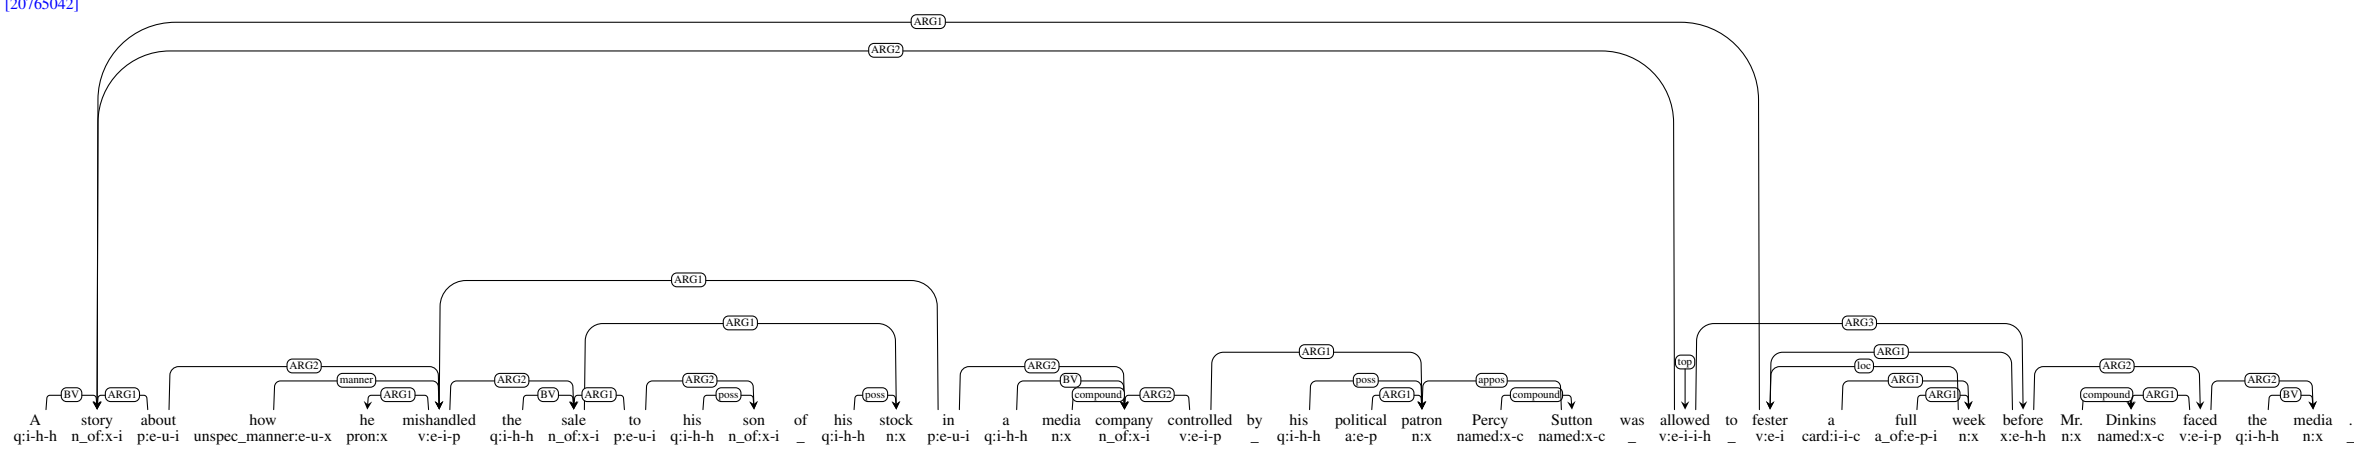 [20765042]
ARG1
ARG2
ARG1
ARG1 ARG3
ARG1 top ARG1
ARG2 ARG2 loc ARG2
manner ARG2 ARG2 BV poss appos ARG1 ARG2
BV ARG1 ARG1 BV ARG1 poss poss compound ARG2 ARG1 compound ARG1 compound ARG1 BV
A story about how he mishandled the sale to his son of his stock in a media company controlled by his political patron Percy Sutton was allowed to fester a full week before Mr. Dinkins faced the media .
q:i-h-h n_of:x-i p:e-u-i unspec_manner:e-u-x pron:x v:e-i-p q:i-h-h n_of:x-i p:e-u-i q:i-h-h n_of:x-i _ q:i-h-h n:x p:e-u-i q:i-h-h n:x n_of:x-i v:e-i-p _ q:i-h-h a:e-p n:x named:x-c named:x-c _ v:e-i-i-h _ v:e-i card:i-i-c a_of:e-p-i n:x x:e-h-h n:x named:x-c v:e-i-p q:i-h-h n:x _